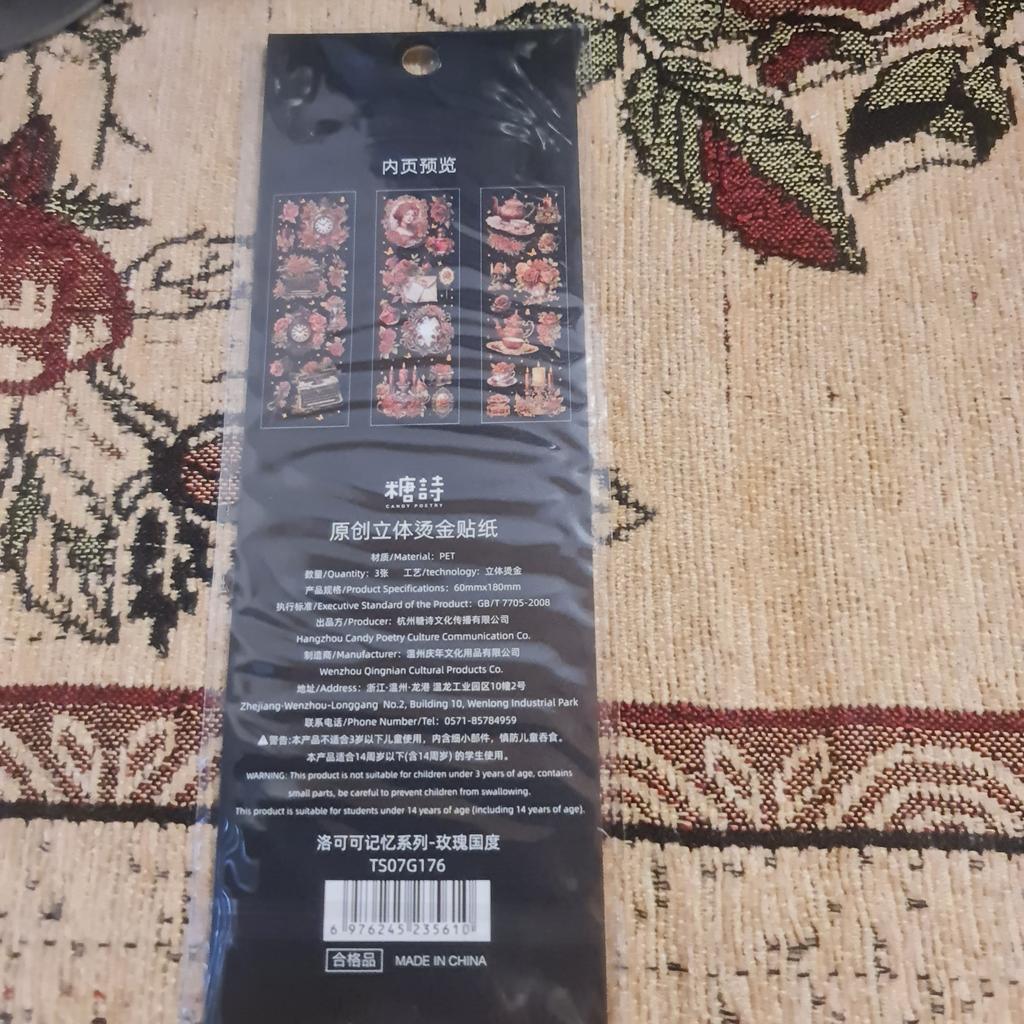 内页预览
糖詩
CANDY POETRY
原创立体烫金贴纸
材质/Material: PET
数量/Quantity: 3张 工艺/technology: 立体烫金
产品规格/Product Specifications: 60mmx180mm
执行标准/Executive Standard of the Product: GB/T 7705-2008
出品方/Producer: 杭州糖诗文化传播有限公司
Hangzhou Candy Poetry Culture Communication Co.
制造商/Manufacturer: 温州庆年文化用品有限公司
Wenzhou Qingnian Cultural Products Co.
地址/Address: 浙江-温州-龙港 温龙工业园区10幢2号
Zhejiang-Wenzhou-Longgang No.2, Building 10, Wenlong Industrial Park
联系电话/Phone Number/Tel: 0571-85784959
警告:本产品不适合3岁以下儿童使用，内含细小部件，慎防儿童吞食。
本产品适合14周岁以下(含14周岁) 的学生使用。
WARNING: This product is not suitable for children under 3 years of age, contains
small parts, be careful to prevent children from swallowing.
This product is suitable for students under 14 years of age (including 14 years of age).
洛可可记忆系列-玫瑰国度
TS07G176
6 976245 235610
合格品 MADE IN CHINA